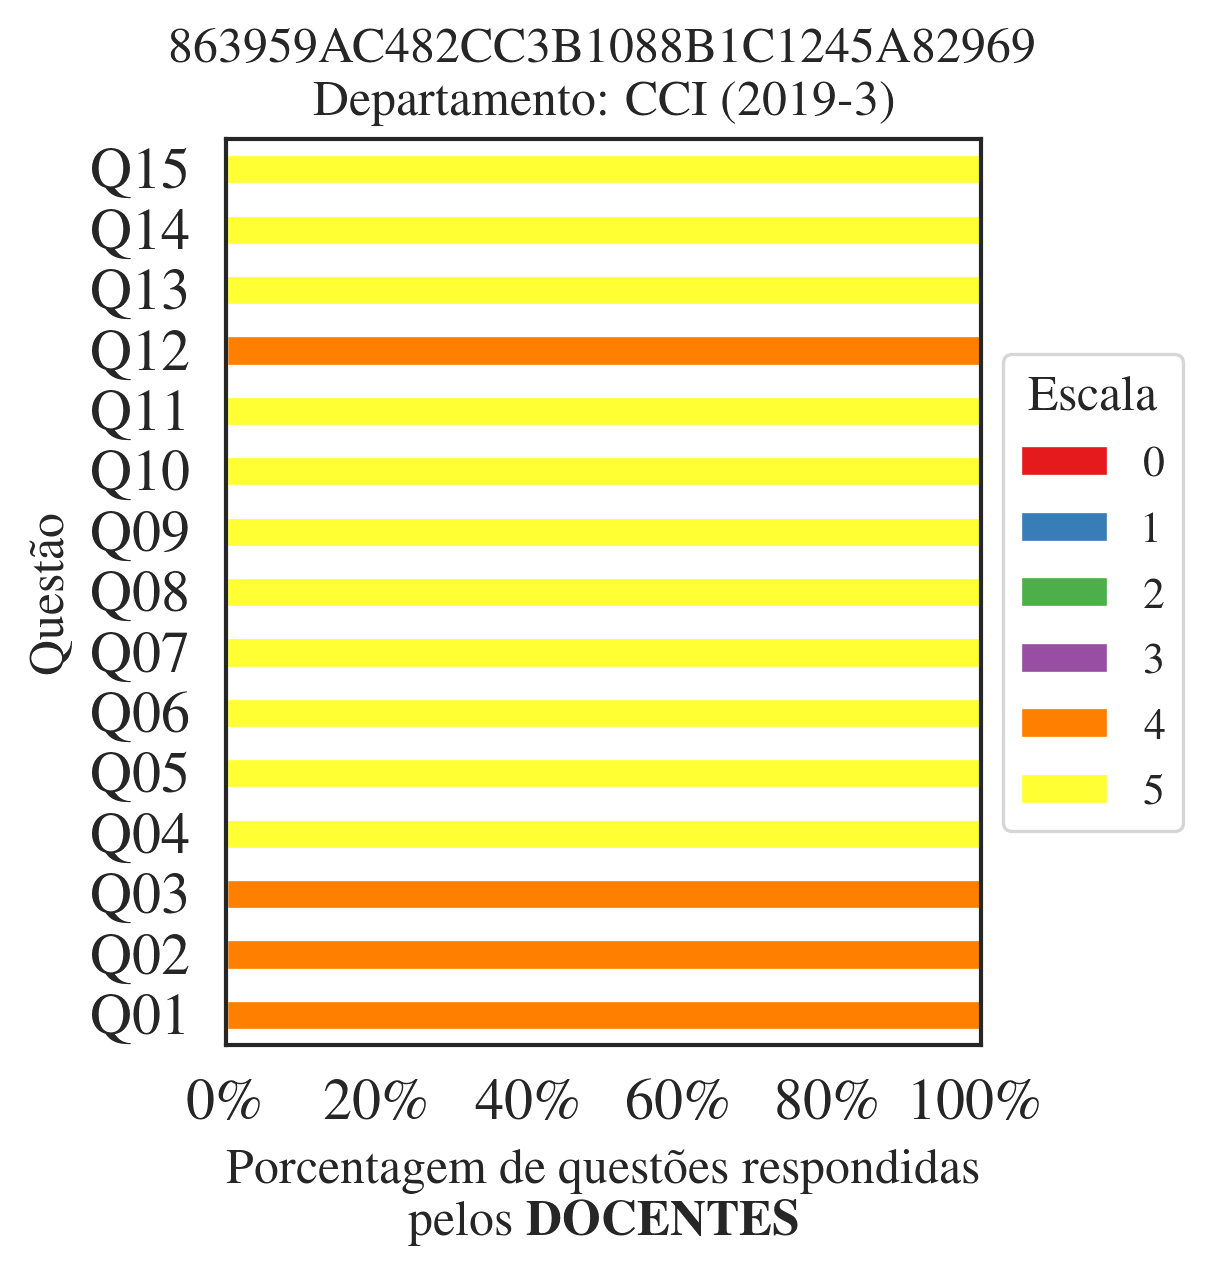 863959AC482CC3B1088B1C1245A82969
Departamento: CCI (2019-3)
Questão
Q15
Q14
Q13
Q12
Q11
Q10
Q09
Q08
Q07
Q06
Q05
Q04
Q03
Q02
Q01
0% 20% 40% 60% 80% 100%
Porcentagem de questões respondidas
pelos DOCENTES
Escala
0
1
2
3
4
5